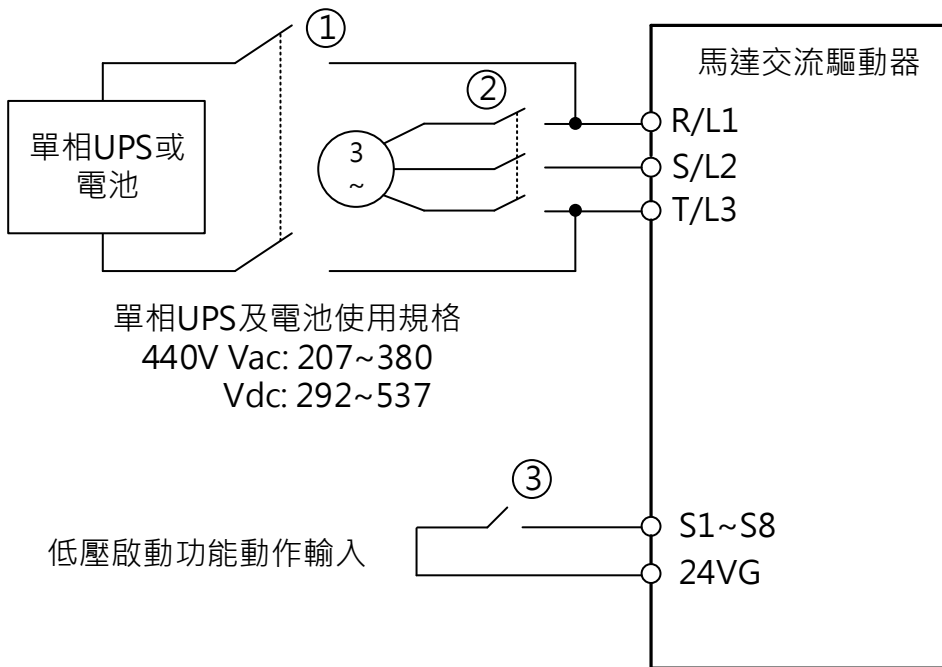 ①
馬達交流驅動器
單相UPS或
電池
②
3
~
R/L1
S/L2
T/L3
單相UPS及電池使用規格
440V Vac: 207~380
Vdc: 292~537
③
低壓啟動功能動作輸入
S1~S8
24VG